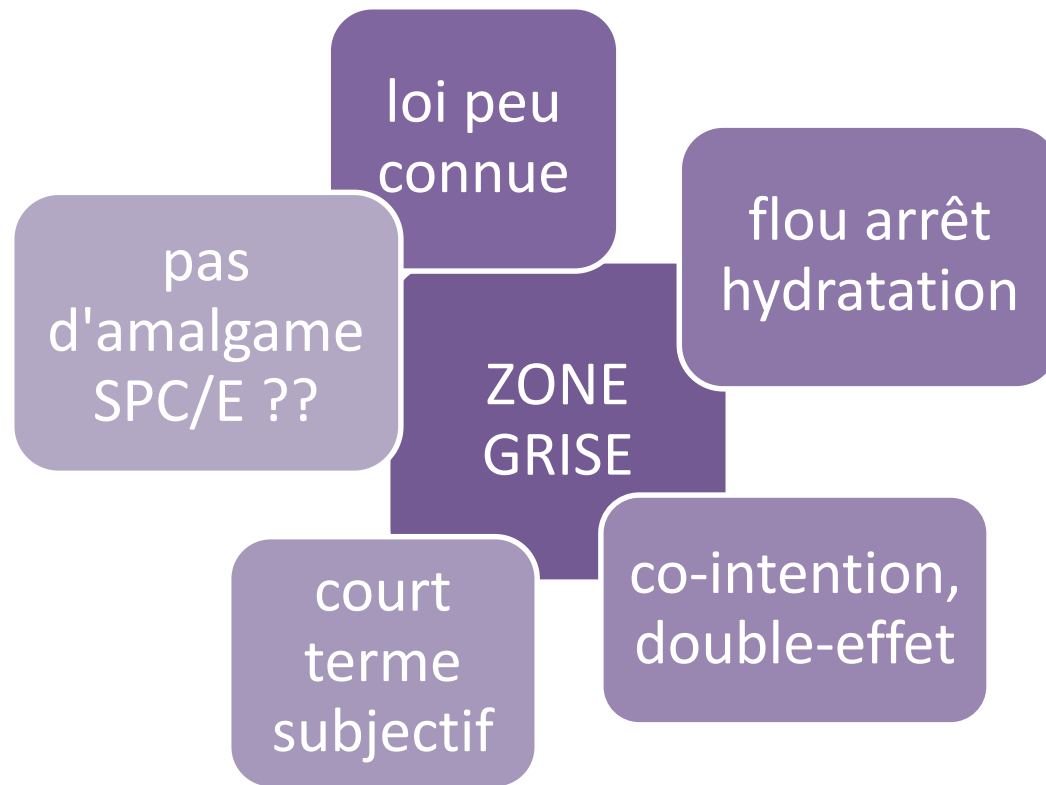 loi peu
connue
flou arrêt
hydratation
pas
d'amalgame
SPC/E ??
ZONE
GRISE
co-intention,
double-effet
court
terme
subjectif